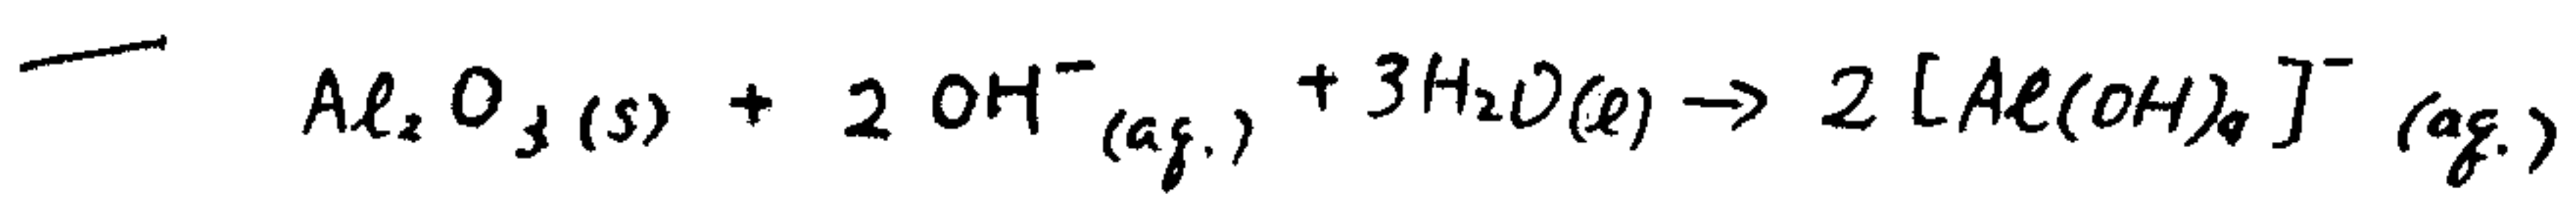 — Al₂O₃(s) + 2 OH⁻(aq.) + 3H₂O(l) → 2 [Al(OH)₄]⁻ (aq.)